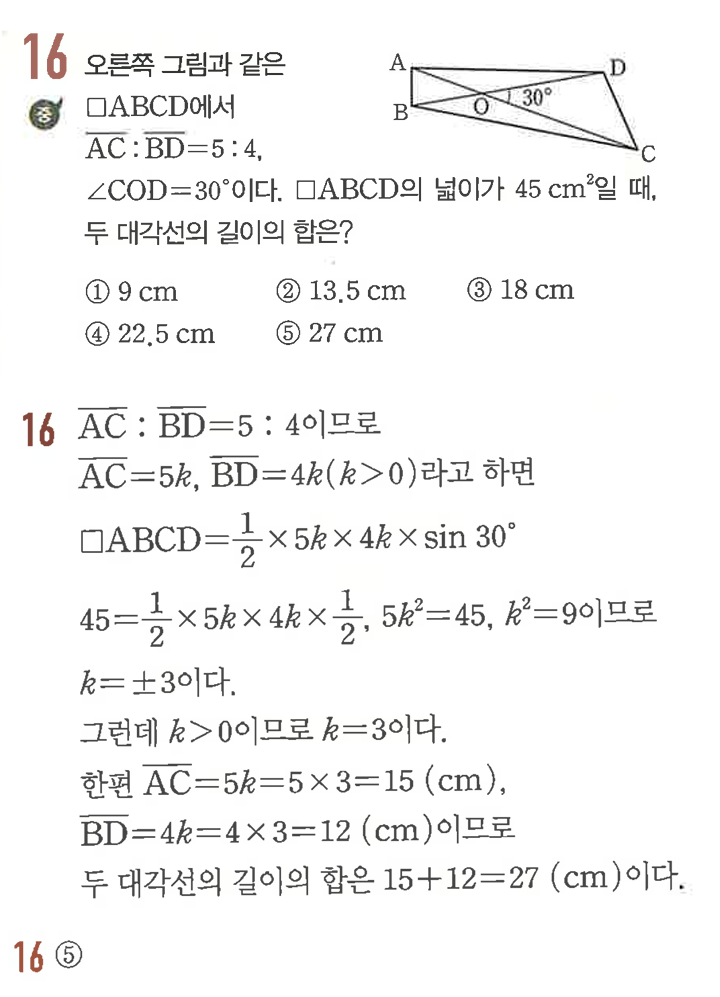 16 오른쪽 그림과 같은
중 □ABCD에서
A B C D O 30°
AC : BD=5 : 4,
∠COD=30°이다. □ABCD의 넓이가 45 cm²일 때,
두 대각선의 길이의 합은?
① 9 cm ② 13.5 cm ③ 18 cm
④ 22.5 cm ⑤ 27 cm
16 AC : BD=5 : 4이므로
AC=5k, BD=4k(k>0)라고 하면
□ABCD=1/2×5k×4k×sin 30°
45=1/2×5k×4k×1/2, 5k²=45, k²=9이므로
k=±3이다.
그런데 k>0이므로 k=3이다.
한편 AC=5k=5×3=15 (cm),
BD=4k=4×3=12 (cm)이므로
두 대각선의 길이의 합은 15+12=27 (cm)이다.
16 ⑤